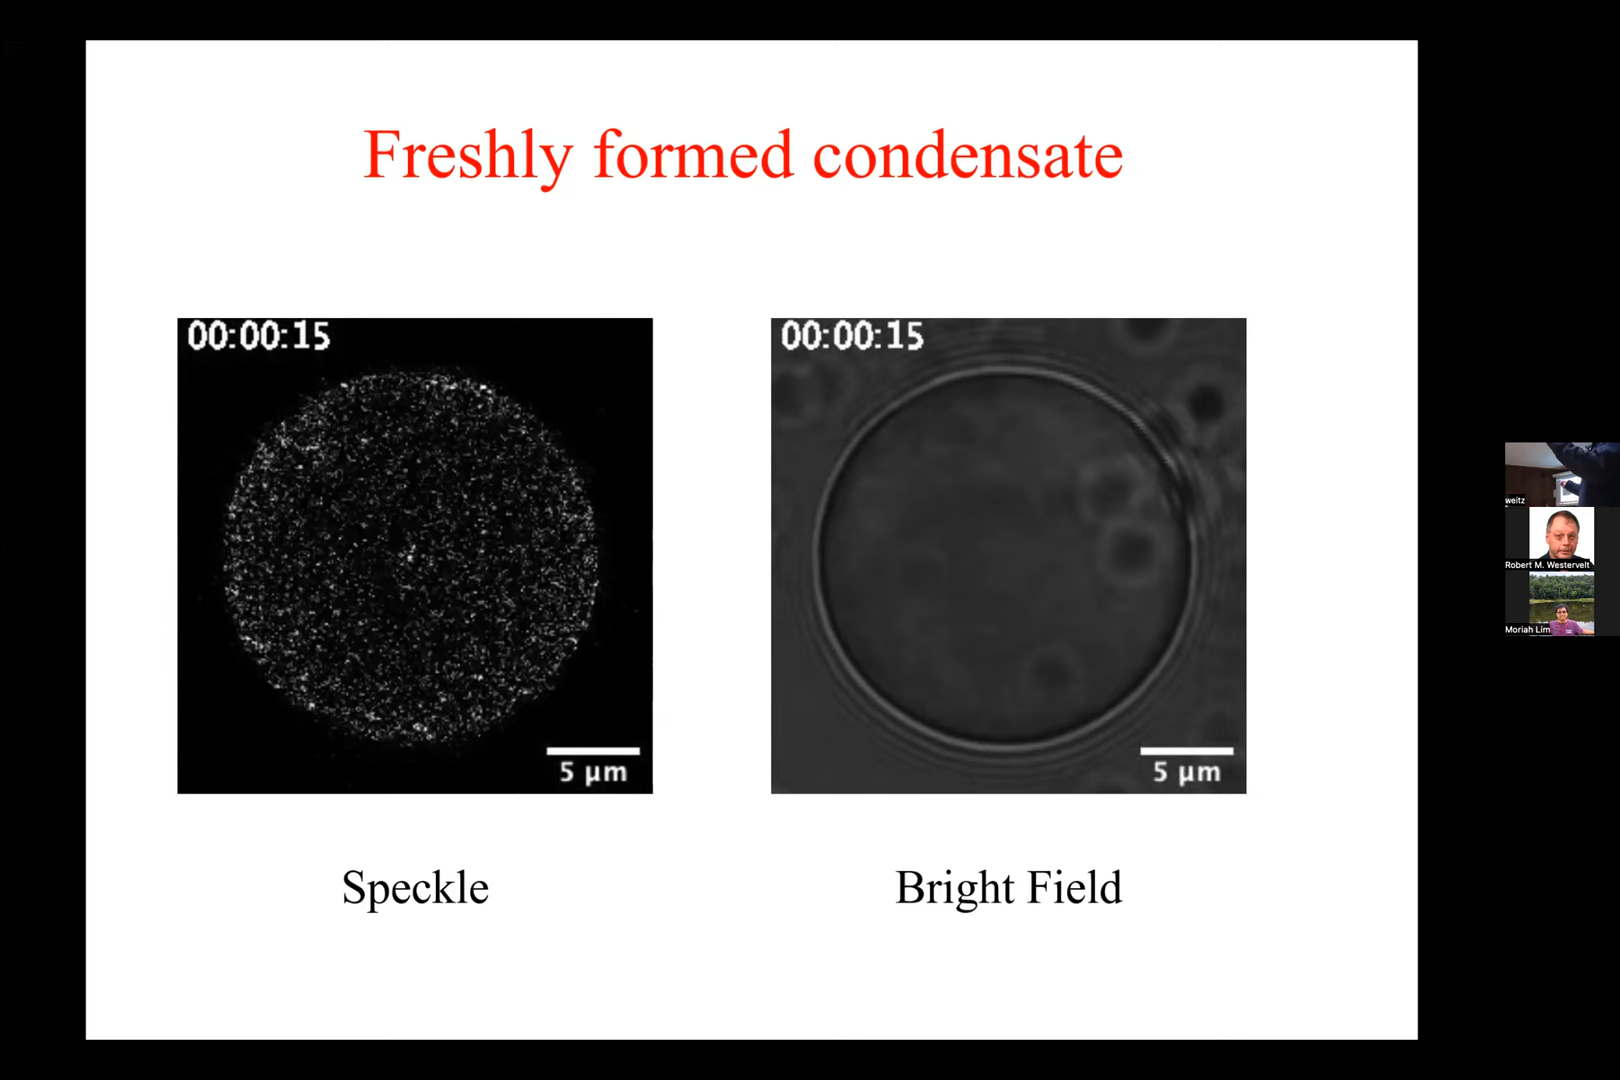 Freshly formed condensate
00:00:15
00:00:15
5 µm
5 µm
Speckle
Bright Field
weitz
Robert M. Westervelt
Moriah Lim